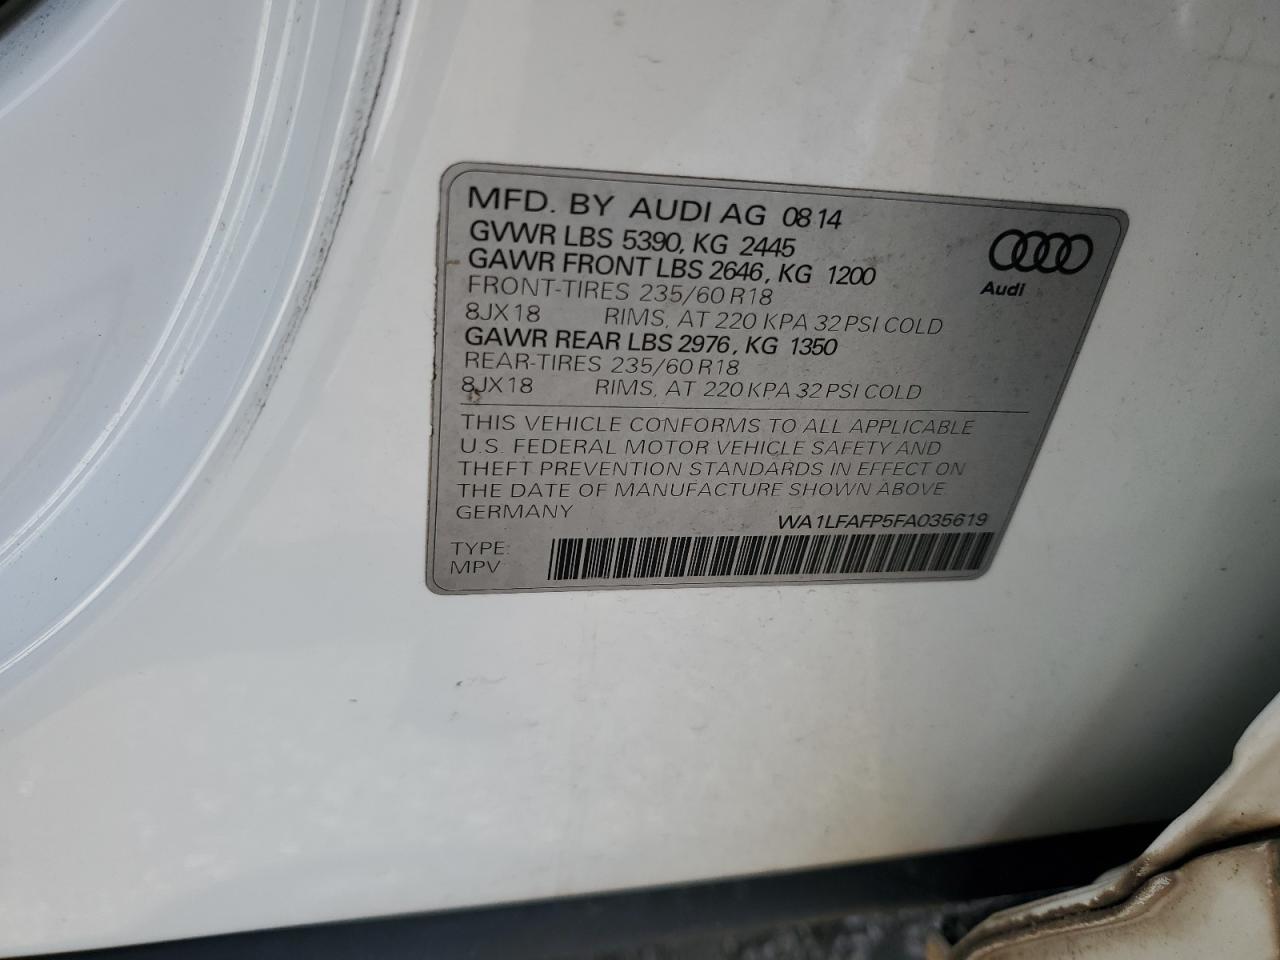 MFD. BY AUDI AG 0814
GVWR LBS 5390, KG 2445
GAWR FRONT LBS 2646, KG 1200
FRONT-TIRES 235/60 R18
8JX18 RIMS, AT 220 KPA 32 PSI COLD
GAWR REAR LBS 2976, KG 1350
REAR-TIRES 235/60 R18
8JX18 RIMS, AT 220 KPA 32 PSI COLD
Audi
THIS VEHICLE CONFORMS TO ALL APPLICABLE
U.S. FEDERAL MOTOR VEHICLE SAFETY AND
THEFT PREVENTION STANDARDS IN EFFECT ON
THE DATE OF MANUFACTURE SHOWN ABOVE
GERMANY
WA1LFAFP5FA035619
TYPE:
MPV